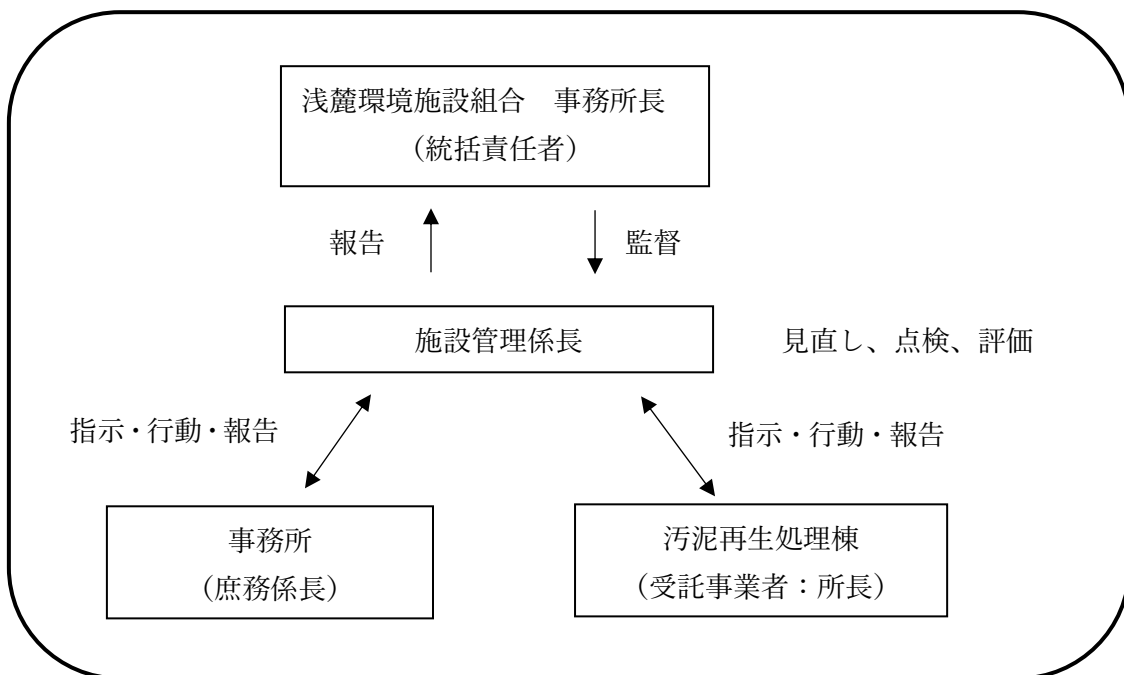 浅麓環境施設組合　事務所長
（統括責任者）
報告
監督
施設管理係長
見直し、点検、評価
指示・行動・報告
指示・行動・報告
事務所
（庶務係長）
汚泥再生処理棟
（受託事業者：所長）